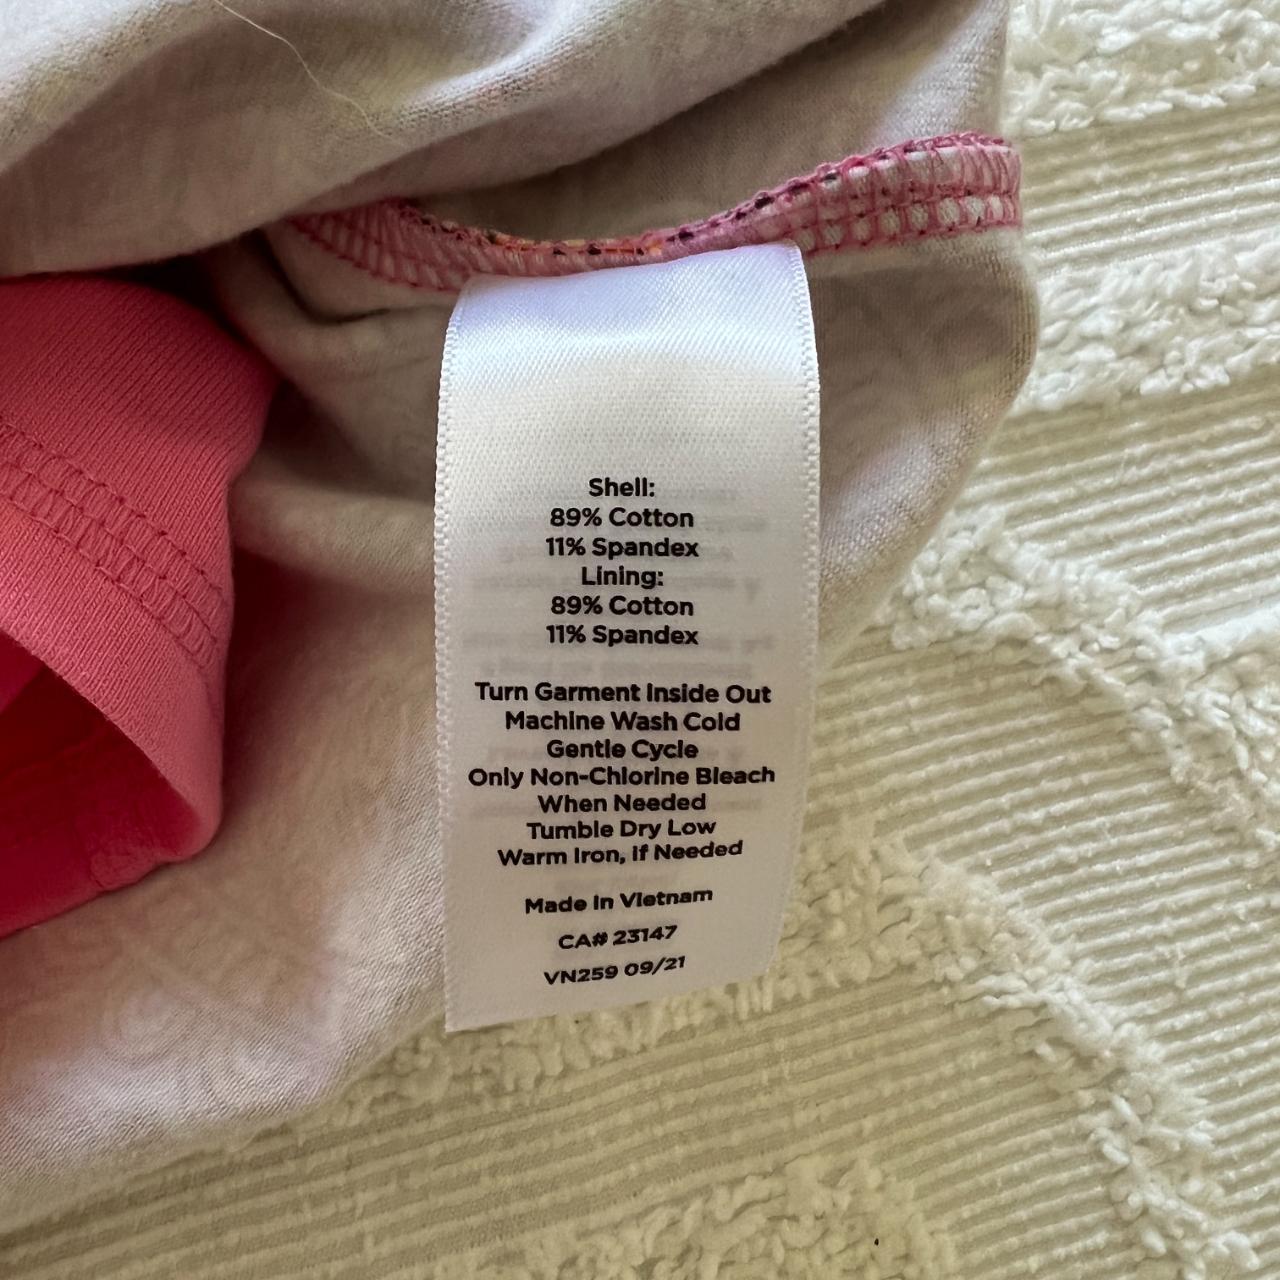 Shell:
89% Cotton
11% Spandex
Lining:
89% Cotton
11% Spandex
Turn Garment Inside Out
Machine Wash Cold
Gentle Cycle
Only Non-Chlorine Bleach
When Needed
Tumble Dry Low
Warm Iron, If Needed
Made In Vietnam
CA# 23147
VN259 09/21